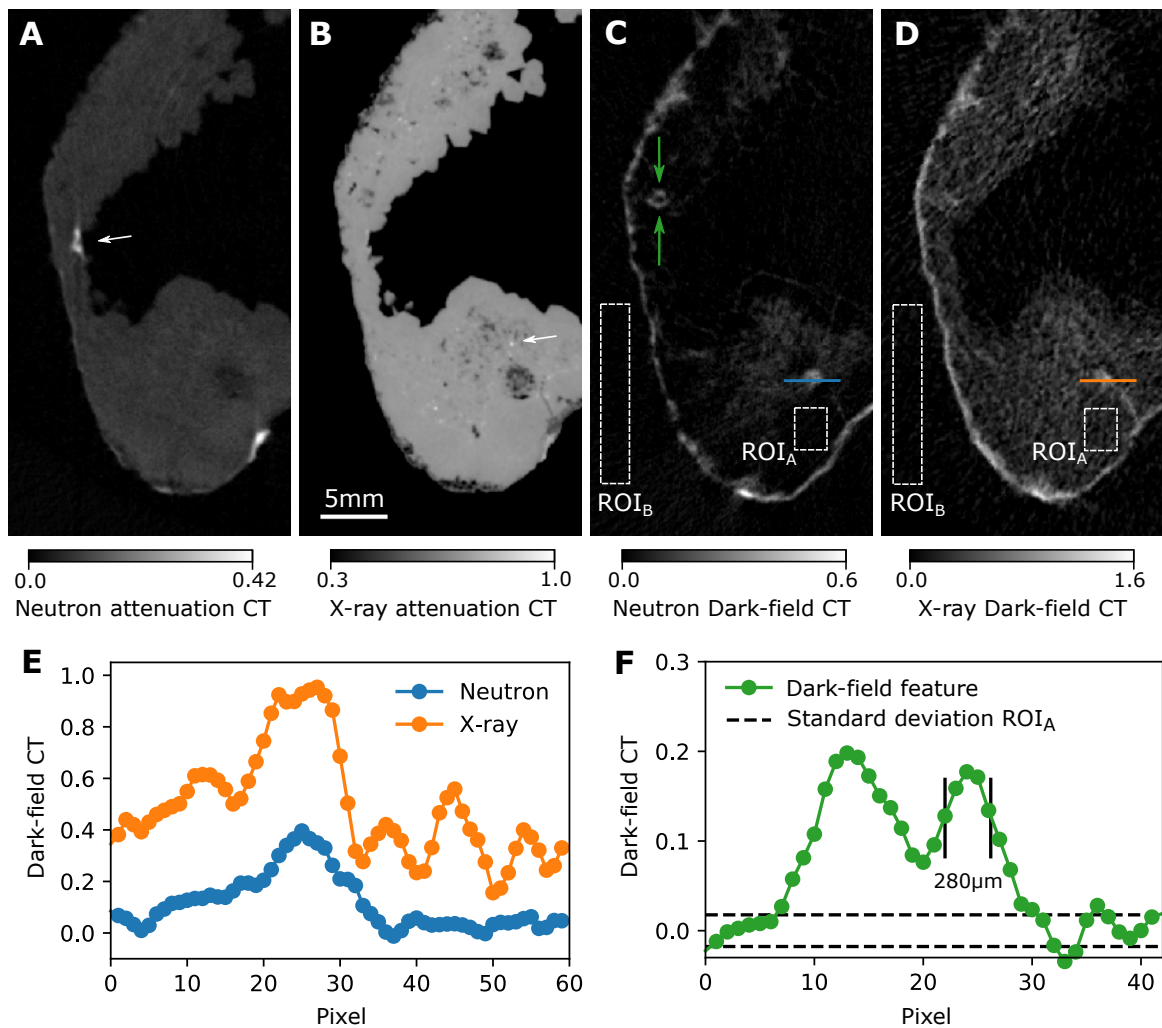 A B C D
ROI_A ROI_A
5mm
ROI_B ROI_B
0.0 0.42 0.3 1.0 0.0 0.6 0.0 1.6
Neutron attenuation CT X-ray attenuation CT Neutron Dark-field CT X-ray Dark-field CT
E
Dark-field CT
1.0
0.8
0.6
0.4
0.2
0.0
Neutron
X-ray
0 10 20 30 40 50 60
Pixel
F
Dark-field CT
0.3
0.2
0.1
0.0
Dark-field feature
Standard deviation ROI_A
280µm
0 10 20 30 40
Pixel